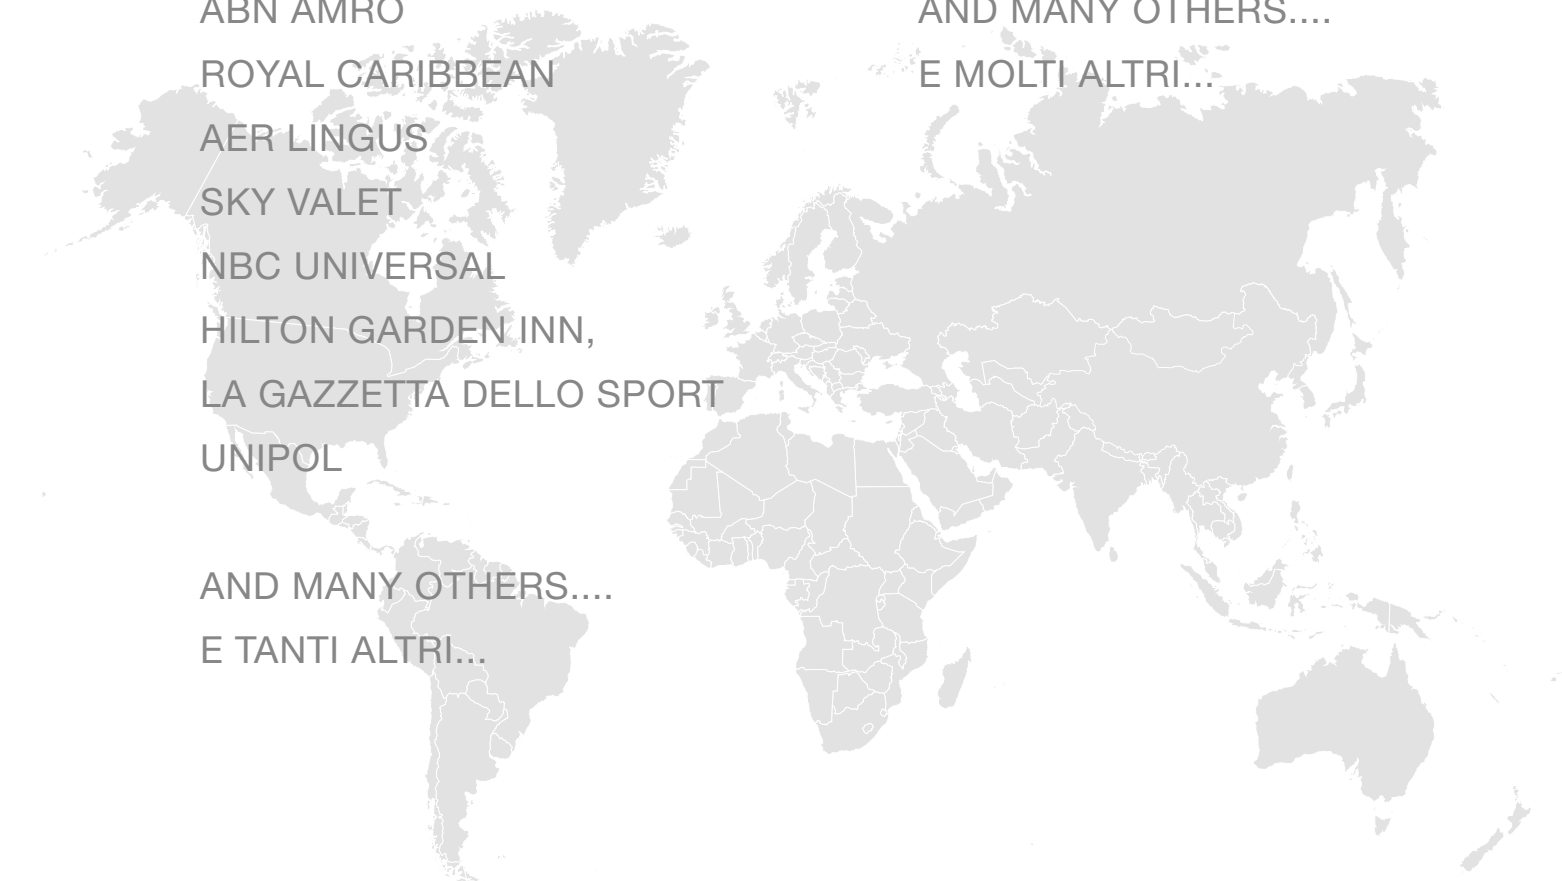 ABN AMRO
ROYAL CARIBBEAN
AER LINGUS
SKY VALET
NBC UNIVERSAL
HILTON GARDEN INN,
LA GAZZETTA DELLO SPORT
UNIPOL
AND MANY OTHERS....
E TANTI ALTRI...
AND MANY OTHERS....
E MOLTI ALTRI...